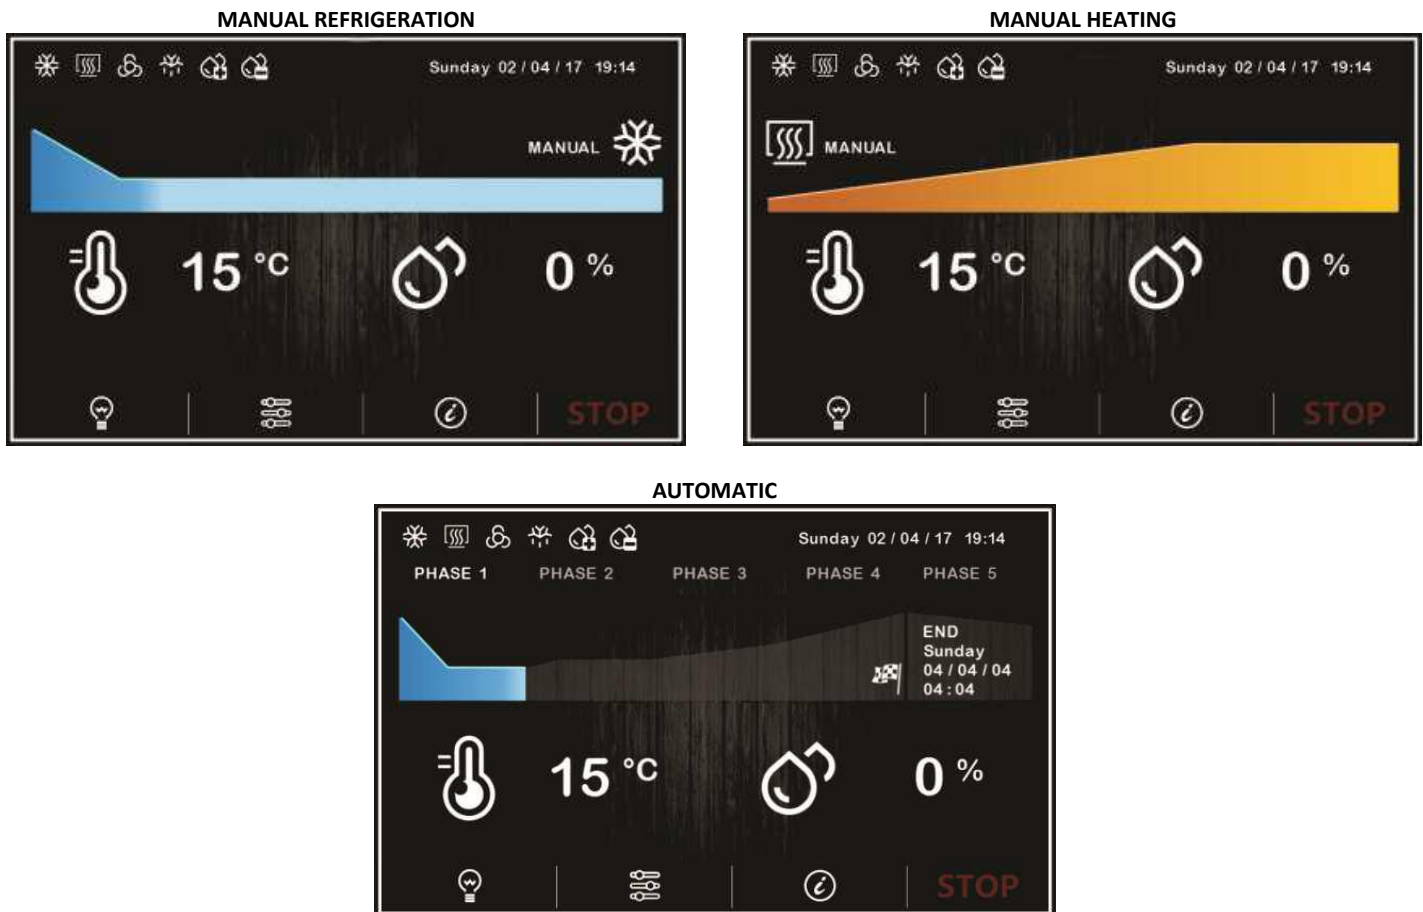 MANUAL REFRIGERATION
Sunday 02 / 04 / 17 19:14
MANUAL
15 °C
0 %
STOP
MANUAL HEATING
Sunday 02 / 04 / 17 19:14
MANUAL
15 °C
0 %
STOP
AUTOMATIC
Sunday 02 / 04 / 17 19:14
PHASE 1 PHASE 2 PHASE 3 PHASE 4 PHASE 5
END
Sunday
04 / 04 / 04
04 : 04
15 °C
0 %
STOP